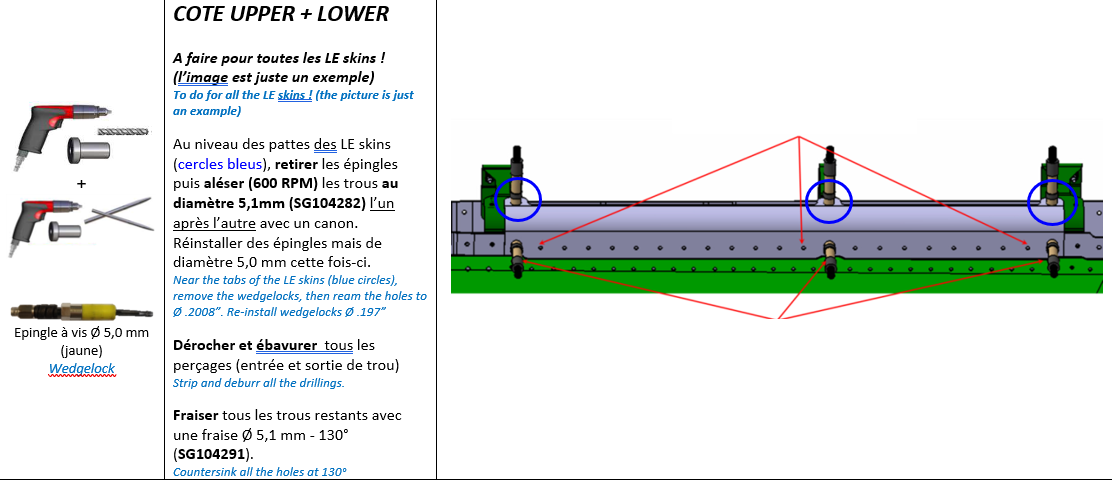 COTE UPPER + LOWER
A faire pour toutes les LE skins !
(l’image est juste un exemple)
To do for all the LE skins ! (the picture is just
an example)
Au niveau des pattes des LE skins
(cercles bleus), retirer les épingles
puis aléser (600 RPM) les trous au
diamètre 5,1mm (SG104282) l’un
après l’autre avec un canon.
Réinstaller des épingles mais de
diamètre 5,0 mm cette fois-ci.
Near the tabs of the LE skins (blue circles),
remove the wedgelocks, then ream the holes to
Ø .2008”. Re-install wedgelocks Ø .197”
Dérocher et ébavurer tous les
perçages (entrée et sortie de trou)
Strip and deburr all the drillings.
Fraiser tous les trous restants avec
une fraise Ø 5,1 mm - 130°
(SG104291).
Countersink all the holes at 130°
+
Epingle à vis Ø 5,0 mm
(jaune)
Wedgelock